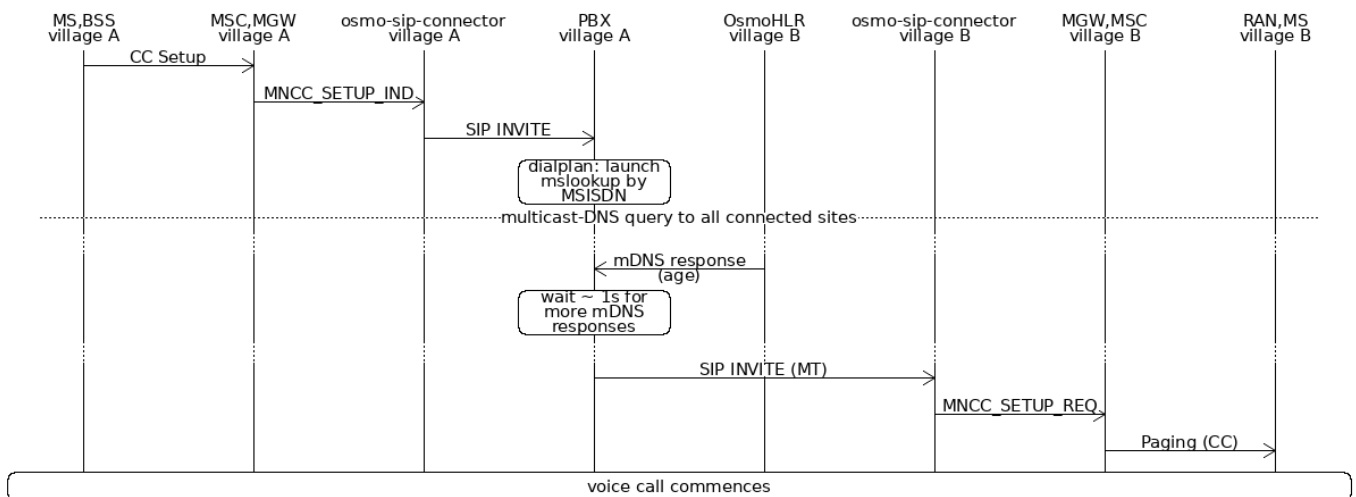 MS,BSS
village A
MSC,MGW
village A
osmo-sip-connector
village A
PBX
village A
OsmoHLR
village B
osmo-sip-connector
village B
MGW,MSC
village B
RAN,MS
village B
CC Setup
MNCC_SETUP_IND
SIP INVITE
dialplan: launch
mslookup by
MSISDN
multicast-DNS query to all connected sites
mDNS response
(age)
wait ~ 1s for
more mDNS
responses
SIP INVITE (MT)
MNCC_SETUP_REQ
Paging (CC)
voice call commences